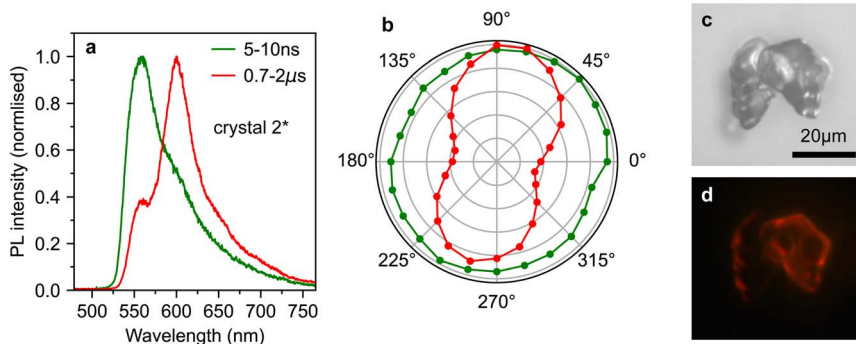 a
5-10ns
0.7-2µs
crystal 2*
PL intensity (normlised)
1.0
0.8
0.6
0.4
0.2
0.0
500
550
600
650
700
750
Wavelength (nm)
b
90°
135°
45°
180°
0°
225°
315°
270°
c
20µm
d